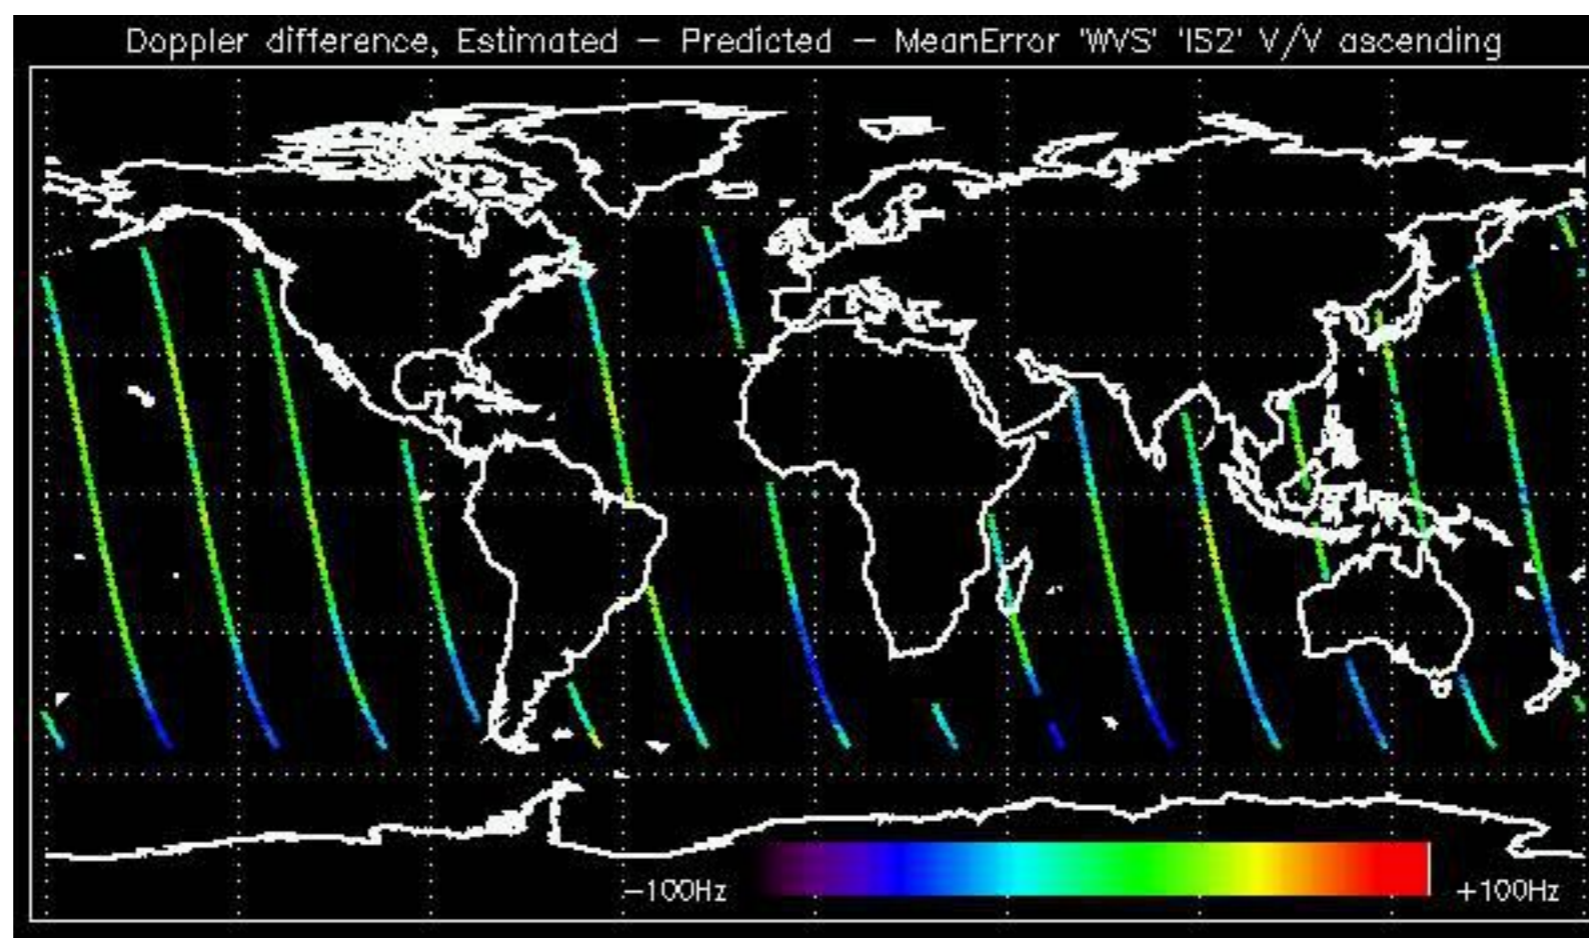 Doppler difference, Estimated − Predicted − MeanError 'WVS' 'IS2' V/V ascending
−100Hz
+100Hz